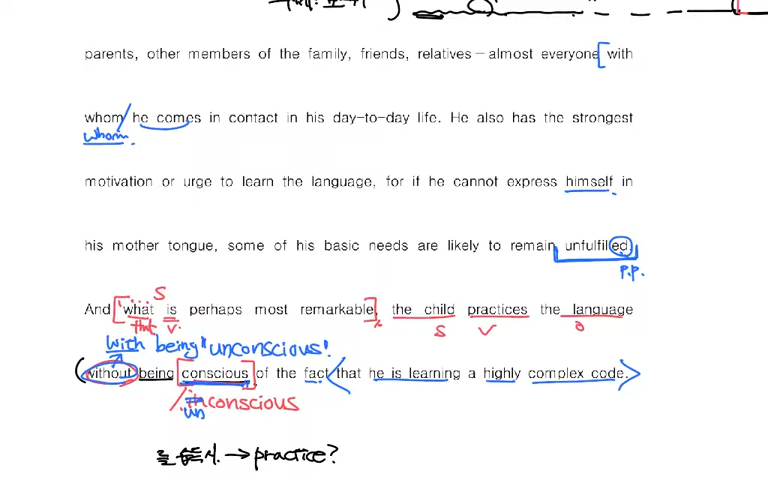 parents, other members of the family, friends, relatives – almost everyone [with
whom he comes in contact in his day-to-day life. He also has the strongest
whom
motivation or urge to learn the language, for if he cannot express himself in
his mother tongue, some of his basic needs are likely to remain unfulfilled.
P.P.
S
And [what is perhaps most remarkable], the child practices the language
that v. S V o
with being "unconscious".
(without being [conscious] of the fact <that he is learning a highly complex code.>
unconscious
→ practice?